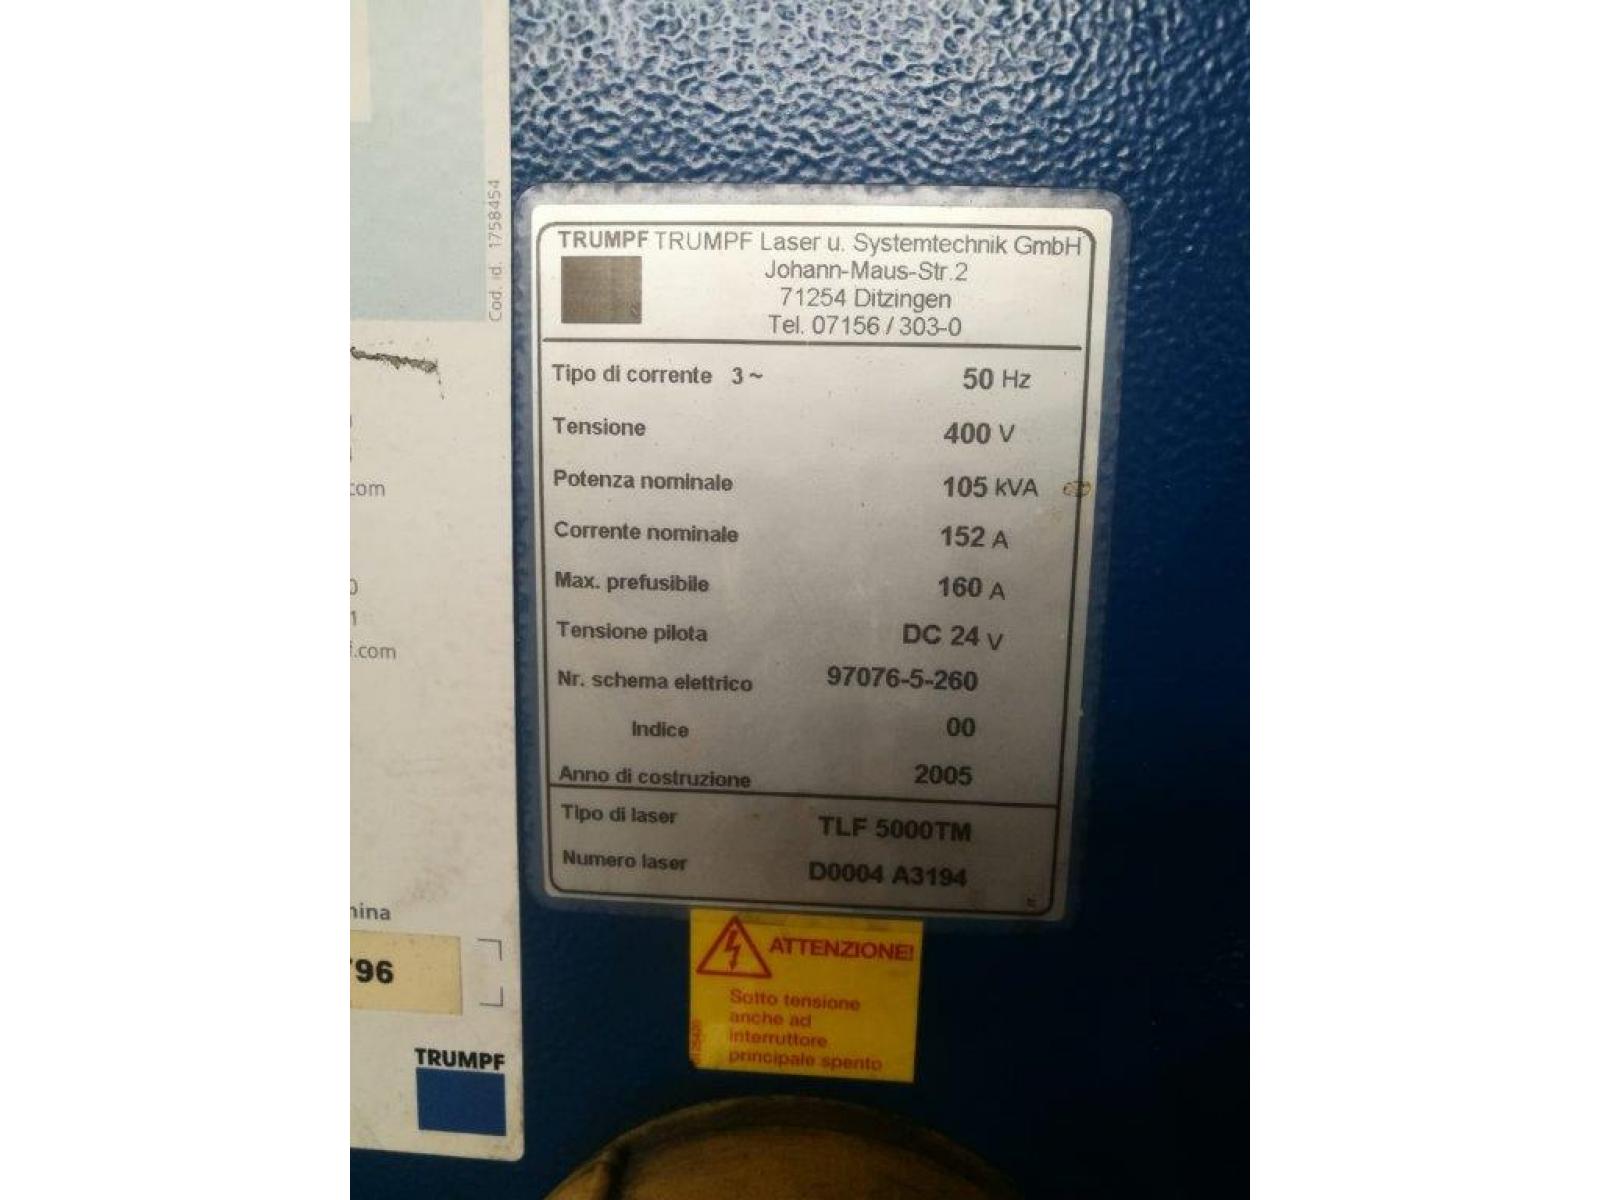 Cod. id. 1758454
com
0
1
f.com
96
TRUMPF
TRUMPF TRUMPF Laser u. Systemtechnik GmbH
Johann-Maus-Str.2
71254 Ditzingen
Tel. 07156 / 303-0
Tipo di corrente 3 ~ 50 Hz
Tensione 400 V
Potenza nominale 105 kVA
Corrente nominale 152 A
Max. prefusibile 160 A
Tensione pilota DC 24 V
Nr. schema elettrico 97076-5-260
Indice 00
Anno di costruzione 2005
Tipo di laser TLF 5000TM
Numero laser D0004 A3194
ATTENZIONE!
Sotto tensione
anche ad
interruttore
principale spento